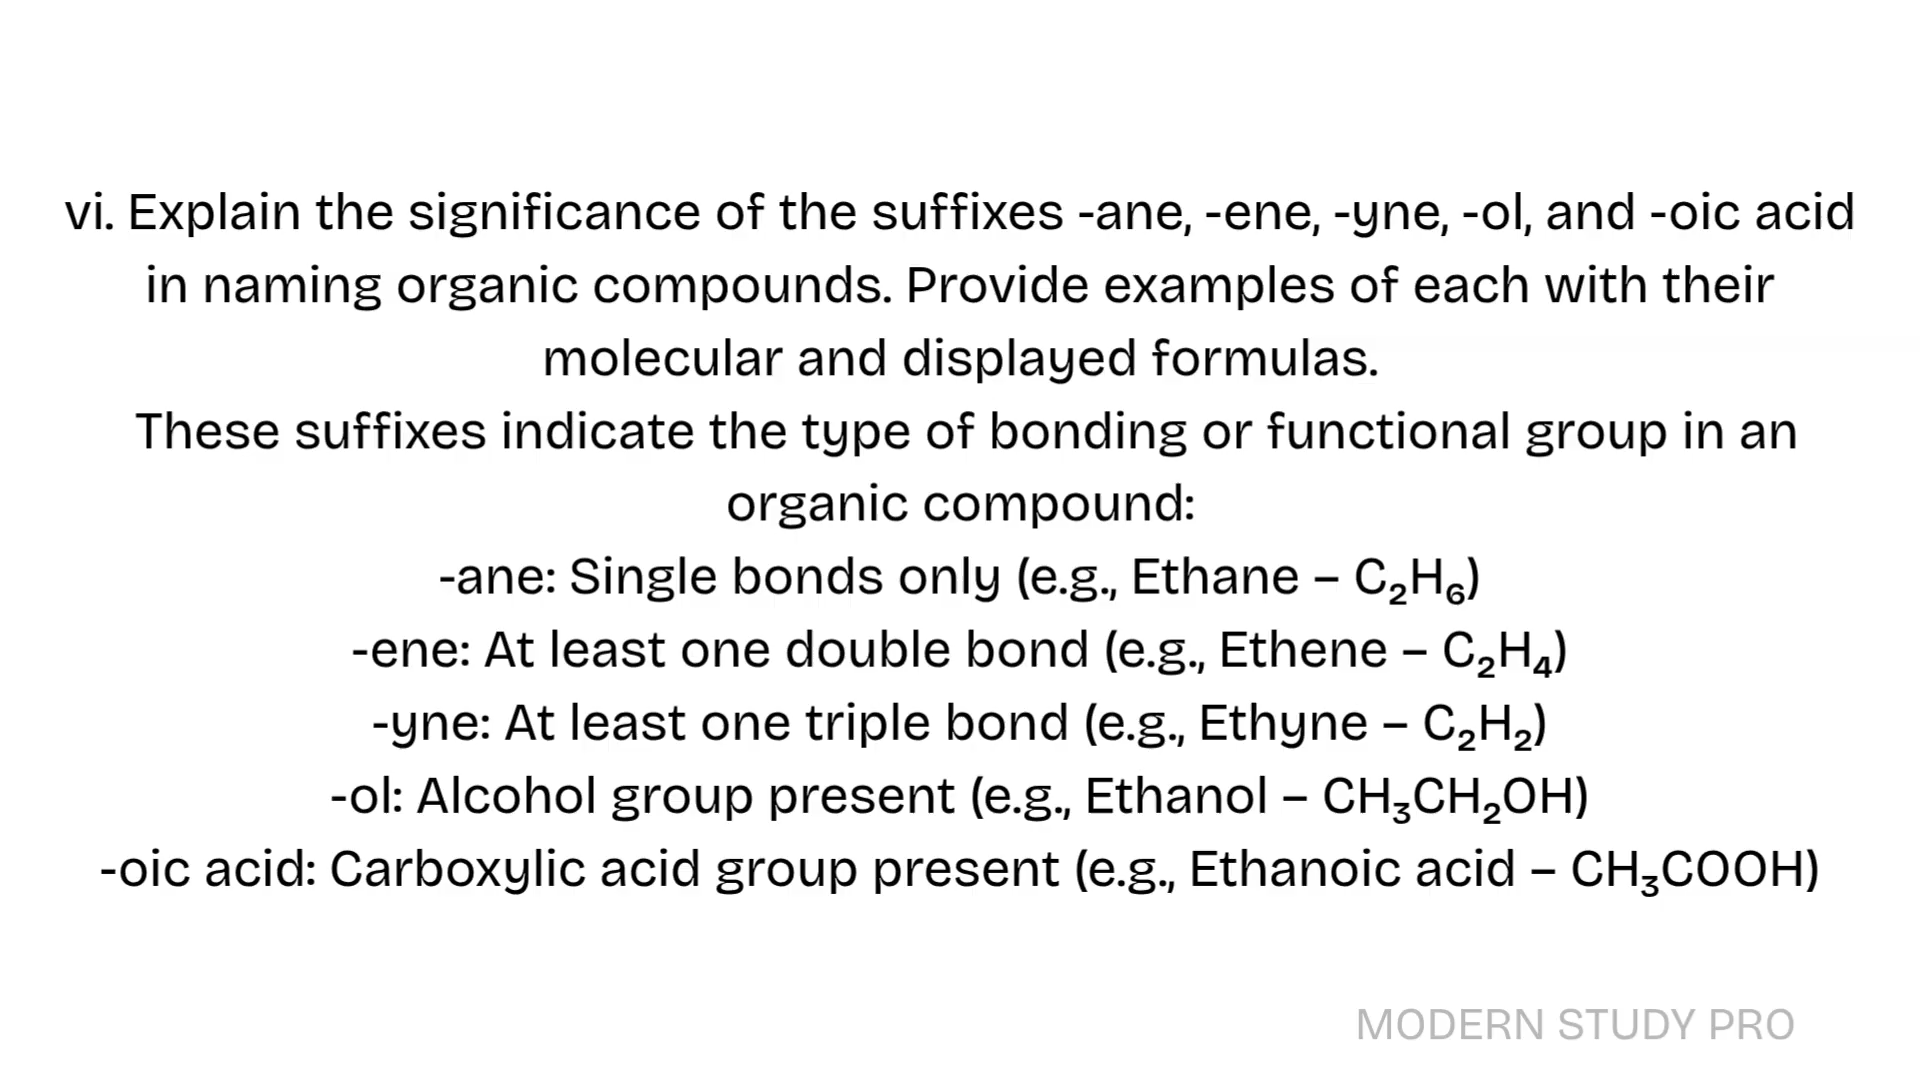 vi. Explain the significance of the suffixes -ane, -ene, -yne, -ol, and -oic acid
in naming organic compounds. Provide examples of each with their
molecular and displayed formulas.
These suffixes indicate the type of bonding or functional group in an
organic compound:
-ane: Single bonds only (e.g., Ethane – C₂H₆)
-ene: At least one double bond (e.g., Ethene – C₂H₄)
-yne: At least one triple bond (e.g., Ethyne – C₂H₂)
-ol: Alcohol group present (e.g., Ethanol – CH₃CH₂OH)
-oic acid: Carboxylic acid group present (e.g., Ethanoic acid – CH₃COOH)
MODERN STUDY PRO